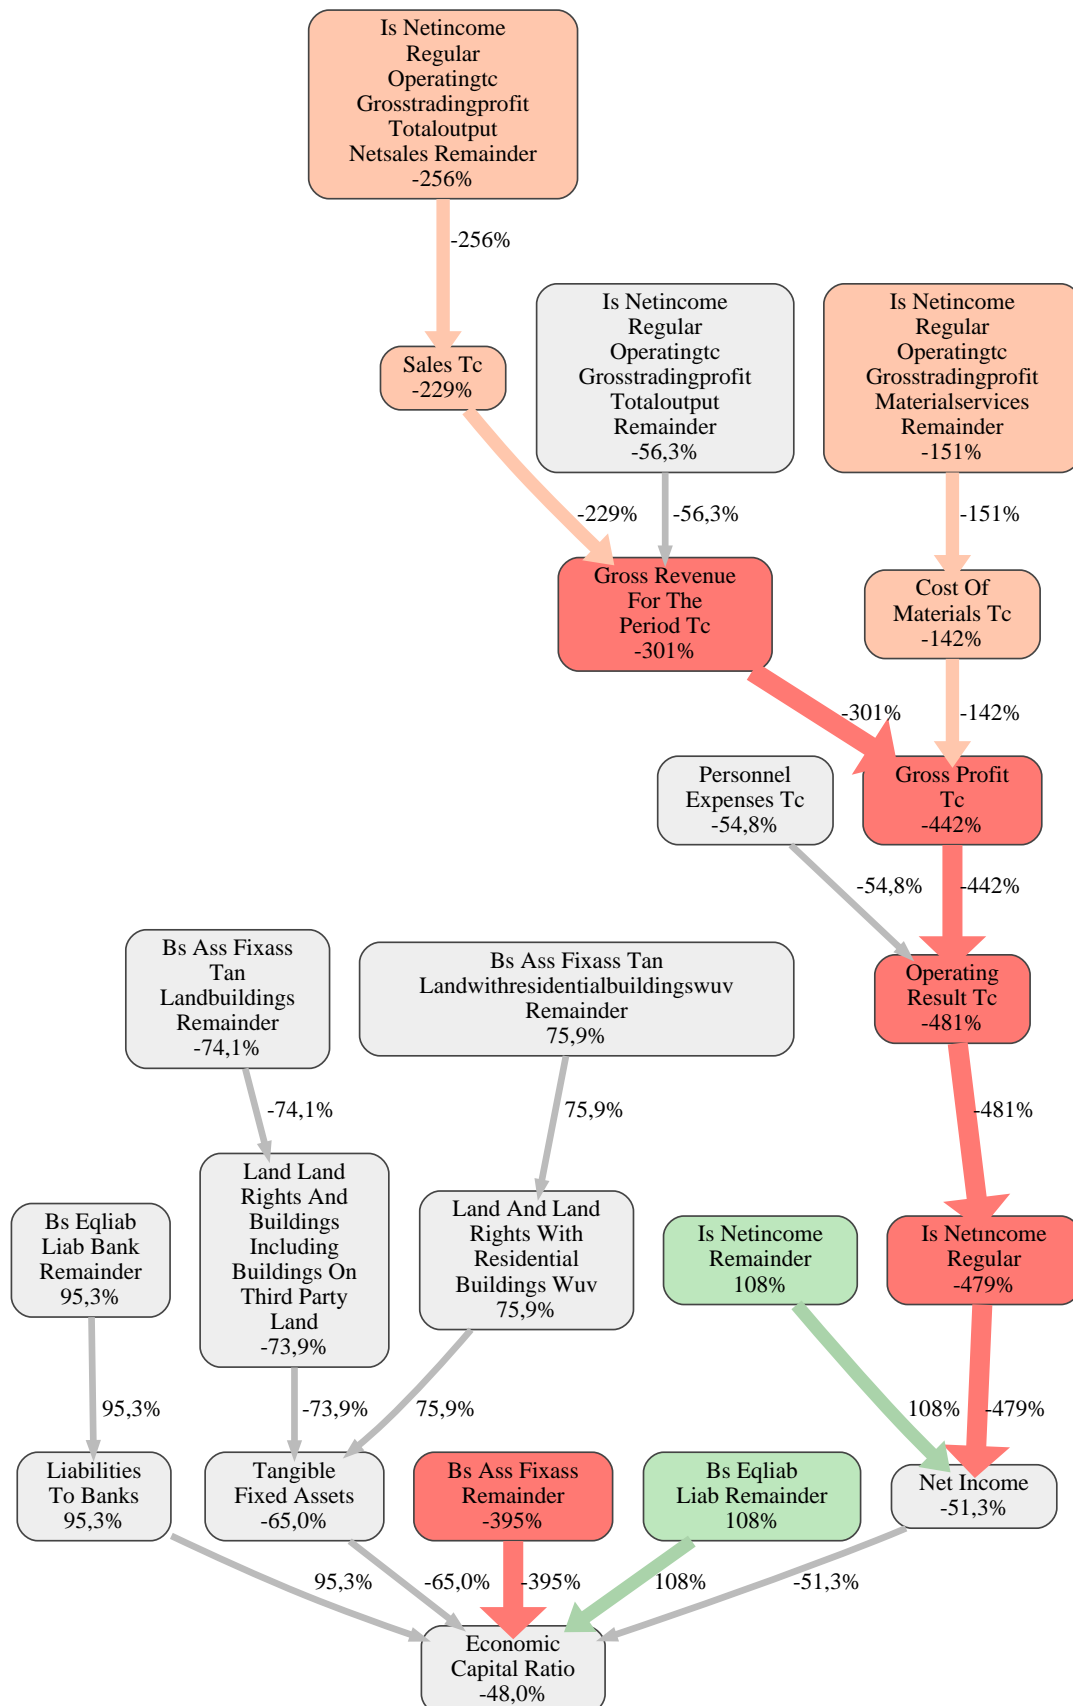 Is Netincome
Regular
Operatingtc
Grosstradingprofit
Totaloutput
Netsales Remainder
-256%
-256%
Sales Tc
-229%
Is Netincome
Regular
Operatingtc
Grosstradingprofit
Totaloutput
Remainder
-56,3%
Is Netincome
Regular
Operatingtc
Grosstradingprofit
Materialservices
Remainder
-151%
-229%
-56,3%
-151%
Gross Revenue
For The
Period Tc
-301%
Cost Of
Materials Tc
-142%
-301%
-142%
Personnel
Expenses Tc
-54,8%
Gross Profit
Tc
-442%
-54,8%
-442%
Bs Ass Fixass
Tan
Landbuildings
Remainder
-74,1%
Bs Ass Fixass Tan
Landwithresidentialbuildingswuv
Remainder
75,9%
Operating
Result Tc
-481%
-74,1%
75,9%
-481%
Bs Eqliab
Liab Bank
Remainder
95,3%
Land Land
Rights And
Buildings
Including
Buildings On
Third Party
Land
-73,9%
Land And Land
Rights With
Residential
Buildings Wuv
75,9%
Is Netincome
Remainder
108%
Is Netincome
Regular
-479%
95,3%
-73,9%
75,9%
108%
-479%
Liabilities
To Banks
95,3%
Tangible
Fixed Assets
-65,0%
Bs Ass Fixass
Remainder
-395%
Bs Eqliab
Liab Remainder
108%
Net Income
-51,3%
95,3%
-65,0%
-395%
108%
-51,3%
Economic
Capital Ratio
-48,0%